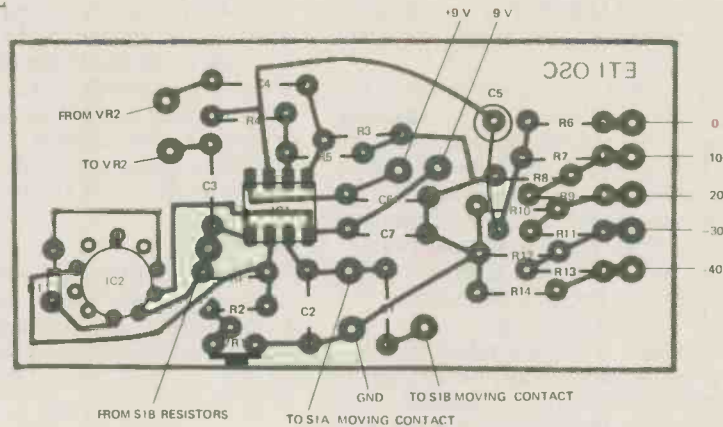 +9 V
9 V
ETI OSC
C5
C4
FROM VR2
R4
R3
R5
R6
0
R7
10
TO VR2
R8
C3
R9
20
IC1
C6
R10
C7
R11
-30
R12
IC2
R13
-40
R14
R2
C2
R1
GND
TO S1B MOVING CONTACT
FROM S1B RESISTORS
TO S1A MOVING CONTACT